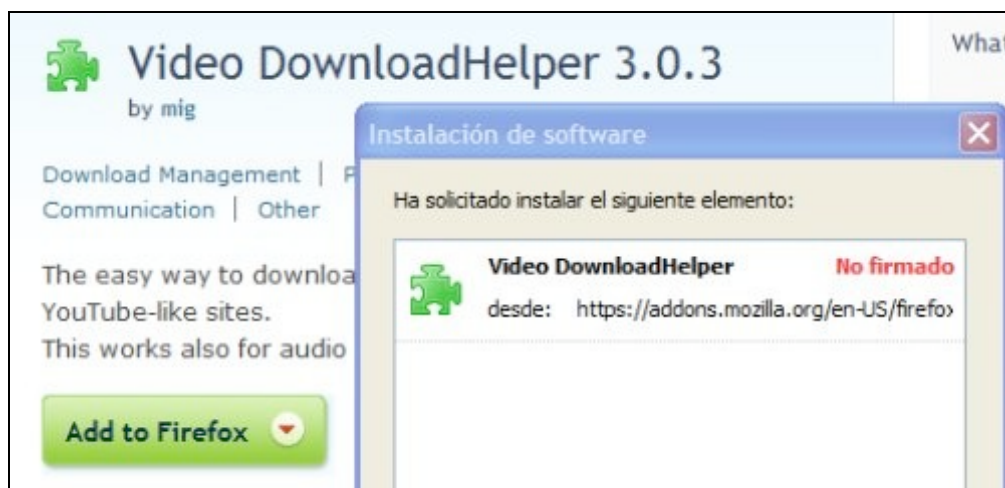 Video DownloadHelper 3.0.3
by mig
Download Management |
Communication | Other
The easy way to
YouTube-like sites.
This works also for audio
Add to Firefox
Instalación de software
Ha solicitado instalar el siguiente elemento:
Video DownloadHelper No firmado
desde: https://addons.mozilla.org/en-US/firefox